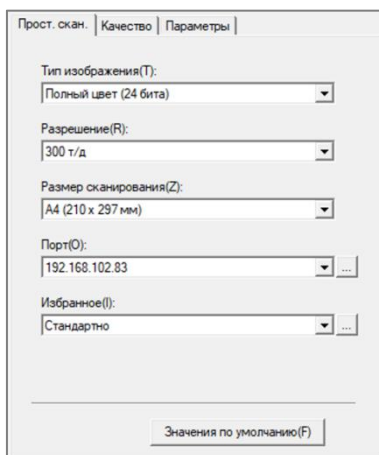 Прост. скан. Качество Параметры
Тип изображения(T):
Полный цвет (24 бита)
Разрешение(R):
300 т/д
Размер сканирования(Z):
A4 (210 x 297 мм)
Порт(O):
192.168.102.83
...
Избранное(I):
Стандартно
...
Значения по умолчанию(F)